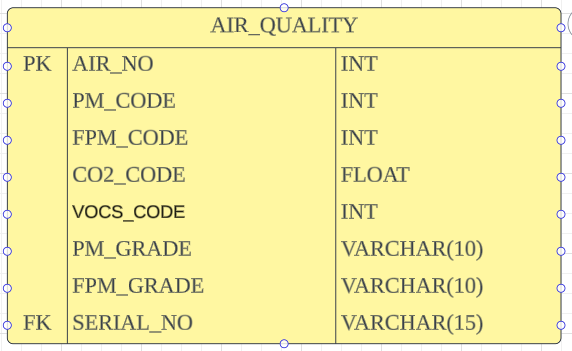 AIR_QUALITY
PK AIR_NO INT
PM_CODE INT
FPM_CODE INT
CO2_CODE FLOAT
VOCS_CODE INT
PM_GRADE VARCHAR(10)
FPM_GRADE VARCHAR(10)
FK SERIAL_NO VARCHAR(15)